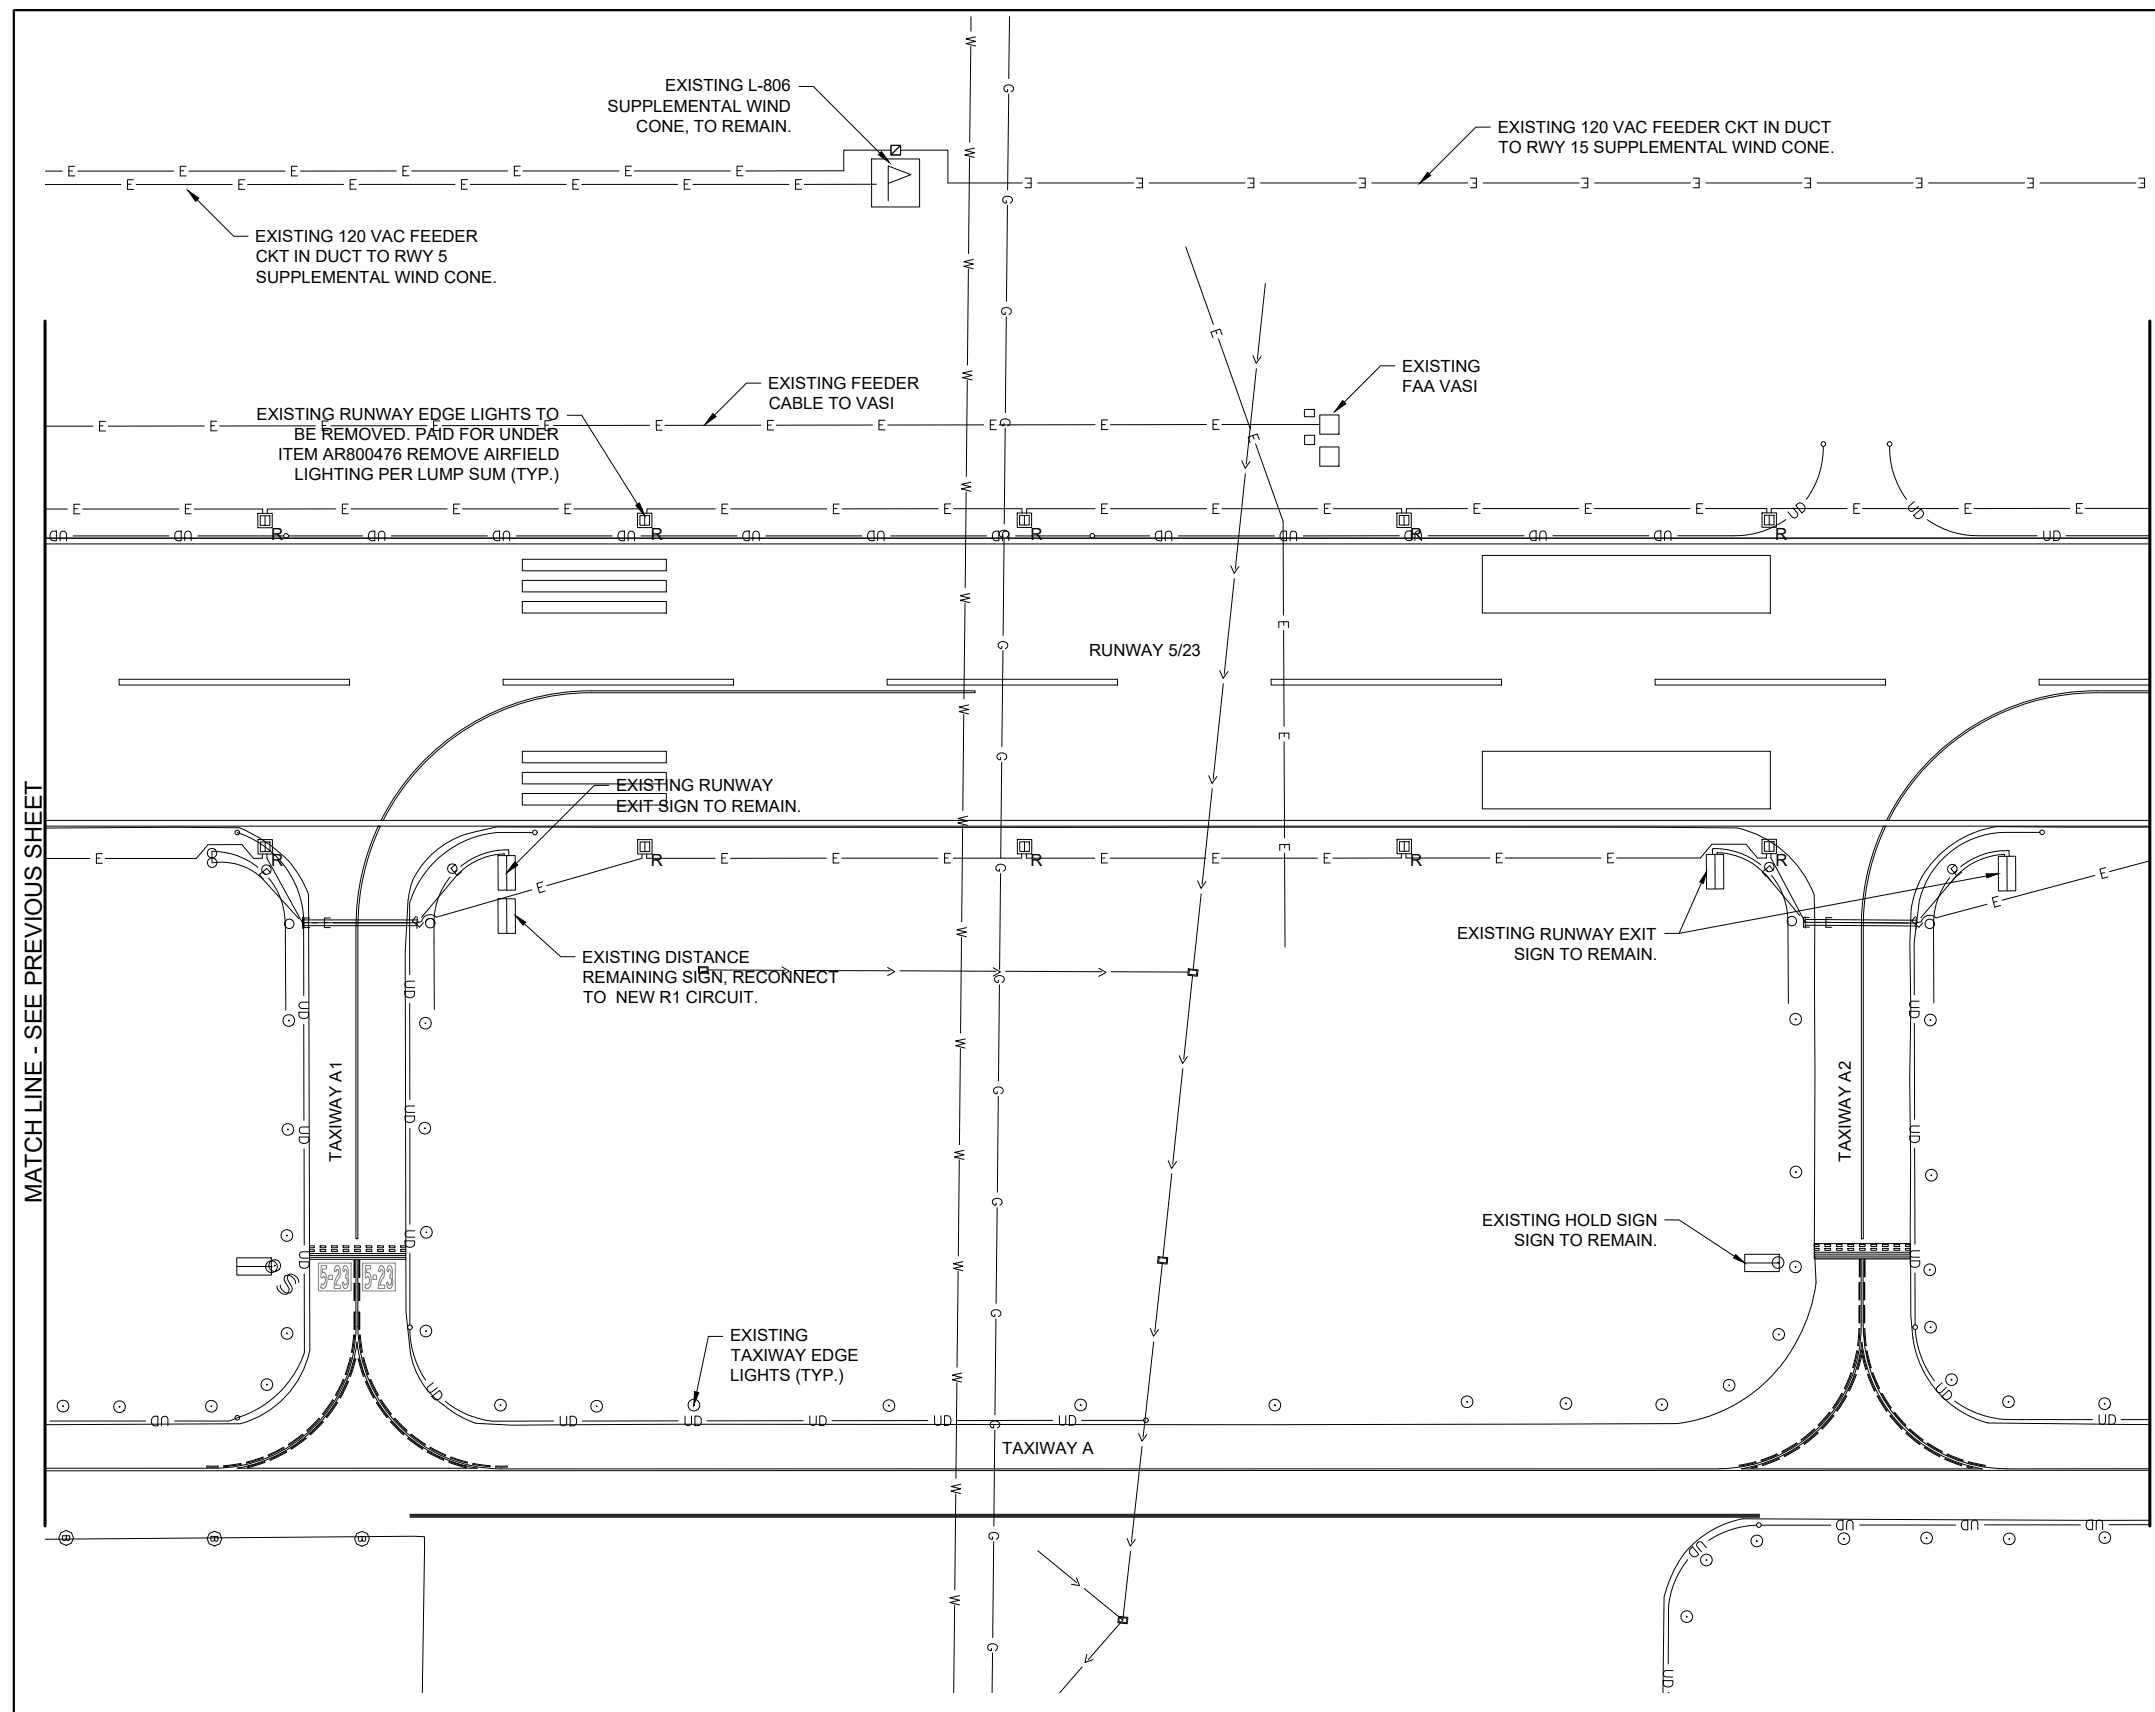 EXISTING L-806
SUPPLEMENTAL WIND
CONE, TO REMAIN.
EXISTING 120 VAC FEEDER CKT IN DUCT
TO RWY 15 SUPPLEMENTAL WIND CONE.
EXISTING 120 VAC FEEDER
CKT IN DUCT TO RWY 5
SUPPLEMENTAL WIND CONE.
EXISTING FEEDER
CABLE TO VASI
EXISTING
FAA VASI
EXISTING RUNWAY EDGE LIGHTS TO
BE REMOVED. PAID FOR UNDER
ITEM AR800476 REMOVE AIRFIELD
LIGHTING PER LUMP SUM (TYP.)
R
R
R
R
R
RUNWAY 5/23
EXISTING RUNWAY
EXIT SIGN TO REMAIN.
R
R
R
R
R
EXISTING DISTANCE
REMAINING SIGN, RECONNECT
TO NEW R1 CIRCUIT.
EXISTING RUNWAY EXIT
SIGN TO REMAIN.
MATCH LINE - SEE PREVIOUS SHEET
TAXIWAY A1
TAXIWAY A2
EXISTING HOLD SIGN
SIGN TO REMAIN.
S
5-23 5-23
EXISTING
TAXIWAY EDGE
LIGHTS (TYP.)
TAXIWAY A